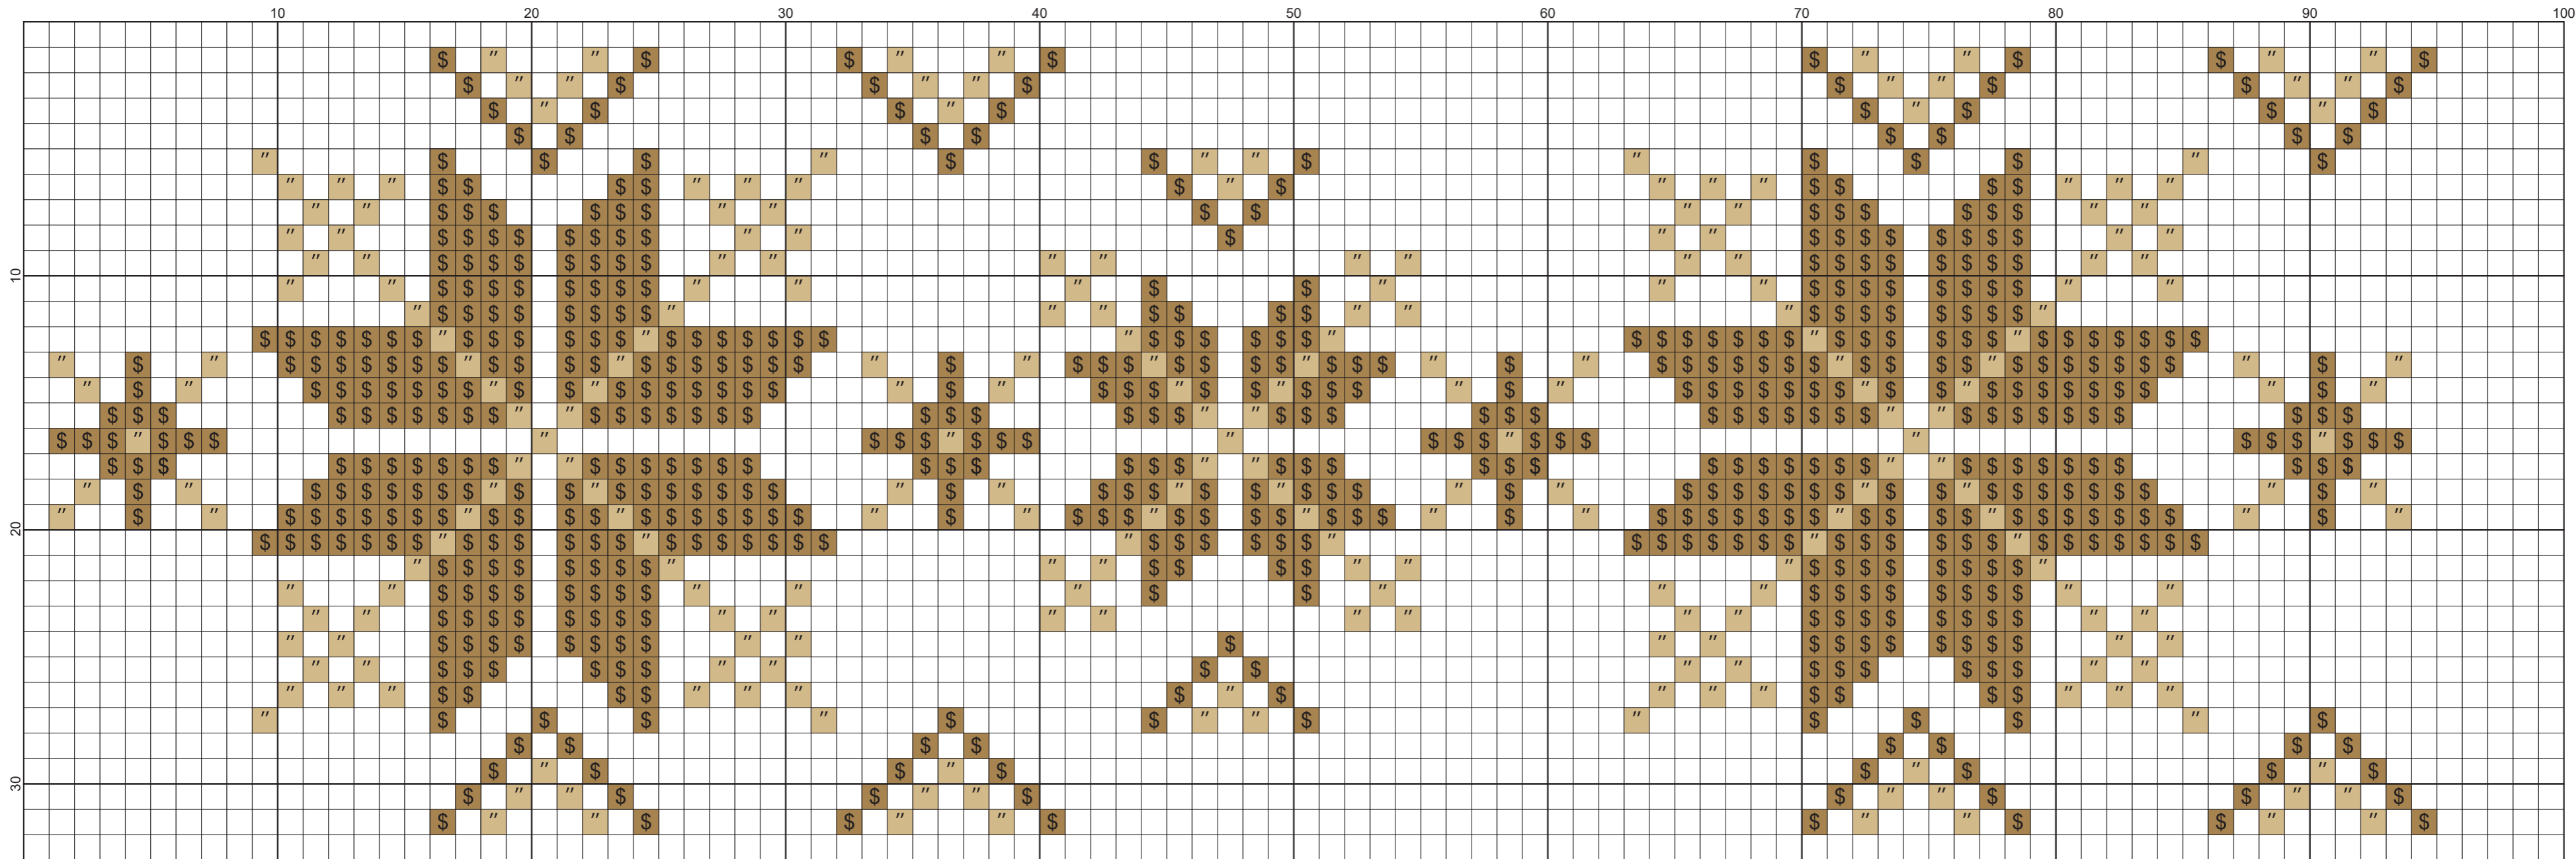 10 20 30 40 50 60 70 80 90 100
$ ″ ″ $ $ ″ ″ $ $ ″ ″ $ $ ″ ″ $
$ ″ ″ $ $ ″ ″ $ $ ″ ″ $ $ ″ ″ $
$ ″ $ $ ″ $ $ ″ $ $ ″ $
$ $ $ $ $ $ $ $
″ $ $ $ ″ $ $ ″ ″ $ ″ $ $ $ ″ $
″ ″ ″ $ $ $ $ ″ ″ ″ $ ″ $ ″ ″ ″ $ $ $ $ ″ ″ ″
″ ″ $ $ $ $ $ $ ″ ″ $ $ ″ ″ $ $ $ $ $ $ ″ ″
″ ″ $ $ $ $ $ $ $ $ ″ ″ $ ″ ″ $ $ $ $ $ $ $ $ ″ ″
″ ″ $ $ $ $ $ $ $ $ ″ ″ ″ ″ ″ ″ ″ ″ $ $ $ $ $ $ $ $ ″ ″
10
″ ″ $ $ $ $ $ $ $ $ ″ ″ ″ $ $ ″ ″ ″ $ $ $ $ $ $ $ $ ″ ″
″ $ $ $ $ $ $ $ $ ″ ″ ″ $ $ $ $ ″ ″ ″ $ $ $ $ $ $ $ $ ″
$ $ $ $ $ $ $ ″ $ $ $ $ $ $ ″ $ $ $ $ $ $ $ ″ $ $ $ $ $ $ ″ $ $ $ $ $ $ $ ″ $ $ $ $ $ $ ″ $ $ $ $ $ $ $
″ $ ″ $ $ $ $ $ $ $ ″ $ $ $ $ ″ $ $ $ $ $ $ $ ″ $ ″ $ $ $ ″ $ $ $ $ ″ $ $ $ ″ $ ″ $ $ $ $ $ $ $ ″ $ $ $ $ ″ $ $ $ $ $ $ $ ″ $ ″
″ $ ″ $ $ $ $ $ $ $ ″ $ $ ″ $ $ $ $ $ $ $ ″ $ ″ $ $ $ ″ $ $ ″ $ $ $ ″ $ ″ $ $ $ $ $ $ $ ″ $ $ ″ $ $ $ $ $ $ $ ″ $ ″
$ $ $ $ $ $ $ $ $ $ ″ ″ $ $ $ $ $ $ $ $ $ $ $ $ $ ″ ″ $ $ $ $ $ $ $ $ $ $ $ $ $ ″ ″ $ $ $ $ $ $ $ $ $ $
$ $ $ ″ $ $ $ ″ $ $ $ ″ $ $ $ ″ $ $ $ ″ $ $ $ ″ $ $ $ ″ $ $ $
$ $ $ $ $ $ $ $ $ $ ″ ″ $ $ $ $ $ $ $ $ $ $ $ $ $ ″ ″ $ $ $ $ $ $ $ $ $ $ $ $ $ ″ ″ $ $ $ $ $ $ $ $ $ $
″ $ ″ $ $ $ $ $ $ $ ″ $ $ ″ $ $ $ $ $ $ $ ″ $ ″ $ $ $ ″ $ $ ″ $ $ $ ″ $ ″ $ $ $ $ $ $ $ ″ $ $ ″ $ $ $ $ $ $ $ ″ $ ″
″ $ ″ $ $ $ $ $ $ $ ″ $ $ $ $ ″ $ $ $ $ $ $ $ ″ $ ″ $ $ $ ″ $ $ $ $ ″ $ $ $ ″ $ ″ $ $ $ $ $ $ $ ″ $ $ $ $ ″ $ $ $ $ $ $ $ ″ $ ″
20
$ $ $ $ $ $ $ ″ $ $ $ $ $ $ ″ $ $ $ $ $ $ $ ″ $ $ $ $ $ $ ″ $ $ $ $ $ $ $ ″ $ $ $ $ $ $ ″ $ $ $ $ $ $ $
″ $ $ $ $ $ $ $ $ ″ ″ ″ $ $ $ $ ″ ″ ″ $ $ $ $ $ $ $ $ ″
″ ″ $ $ $ $ $ $ $ $ ″ ″ ″ $ $ ″ ″ ″ $ $ $ $ $ $ $ $ ″ ″
″ ″ $ $ $ $ $ $ $ $ ″ ″ ″ ″ ″ ″ ″ ″ $ $ $ $ $ $ $ $ ″ ″
″ ″ $ $ $ $ $ $ $ $ ″ ″ $ ″ ″ $ $ $ $ $ $ $ $ ″ ″
″ ″ $ $ $ $ $ $ ″ ″ $ $ ″ ″ $ $ $ $ $ $ ″ ″
″ ″ ″ $ $ $ $ ″ ″ ″ $ ″ $ ″ ″ ″ $ $ $ $ ″ ″ ″
″ $ $ $ ″ $ $ ″ ″ $ ″ $ $ $ ″ $
$ $ $ $ $ $ $ $
$ ″ $ $ ″ $ $ ″ $ $ ″ $
30
$ ″ ″ $ $ ″ ″ $ $ ″ ″ $ $ ″ ″ $
$ ″ ″ $ $ ″ ″ $ $ ″ ″ $ $ ″ ″ $